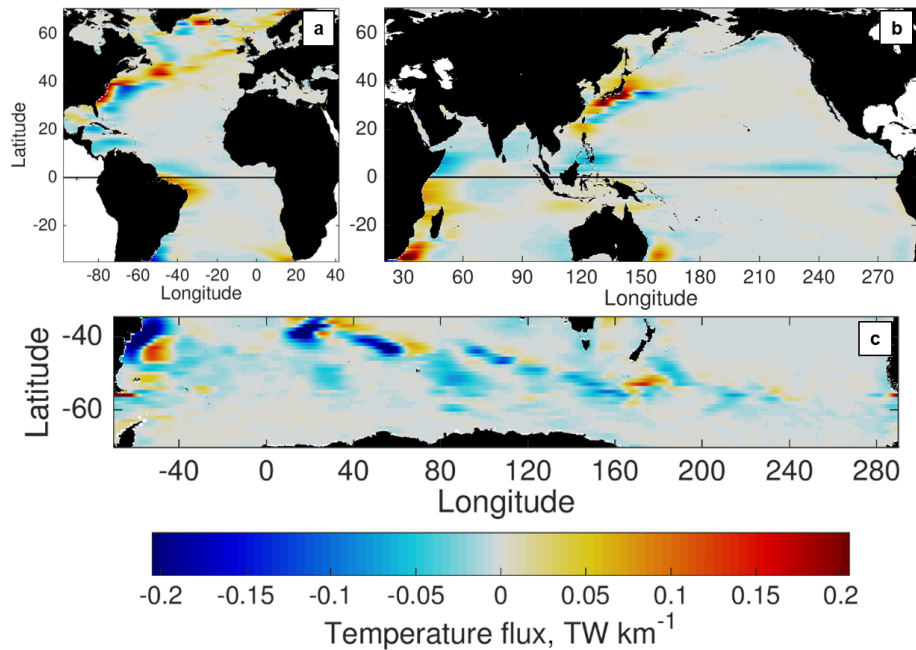 a
b
60
40
20
0
-20
Latitude
-80 -60 -40 -20 0 20 40
Longitude
60
40
20
0
-20
30 60 90 120 150 180 210 240 270
Longitude
c
-40
-60
Latitude
-40 0 40 80 120 160 200 240 280
Longitude
-0.2 -0.15 -0.1 -0.05 0 0.05 0.1 0.15 0.2
Temperature flux, TW km⁻¹